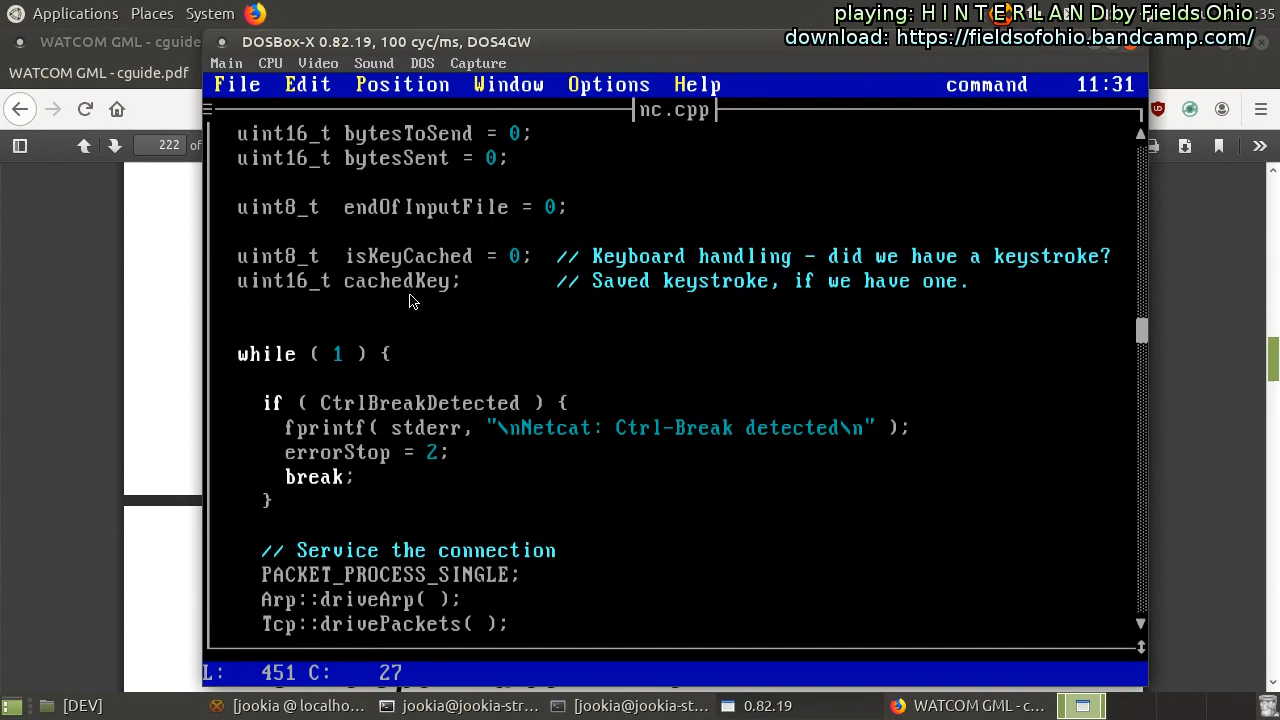 Applications Places System
playing: H I N T E R L A N D by Fields Ohio
:35
download: https://fieldsofohio.bandcamp.com/
WATCOM GML - cguide
DOSBox-X 0.82.19, 100 cyc/ms, DOS4GW
WATCOM GML - cguide.pdf
Main CPU Video Sound DOS Capture
File Edit Position Window Options Help command 11:31
nc.cpp
222 of
uint16_t bytesToSend = 0;
uint16_t bytesSent = 0;
uint8_t endOfInputFile = 0;
uint8_t isKeyCached = 0; // Keyboard handling - did we have a keystroke?
uint16_t cachedKey; // Saved keystroke, if we have one.
while ( 1 ) {
if ( CtrlBreakDetected ) {
fprintf( stderr, "\nNetcat: Ctrl-Break detected\n" );
errorStop = 2;
break;
}
// Service the connection
PACKET_PROCESS_SINGLE;
Arp::driveArp( );
Tcp::drivePackets( );
L: 451 C: 27
[DEV] [jookia @ localho... jookia@jookia-str... [jookia@jookia-st... 0.82.19 WATCOM GML - c...